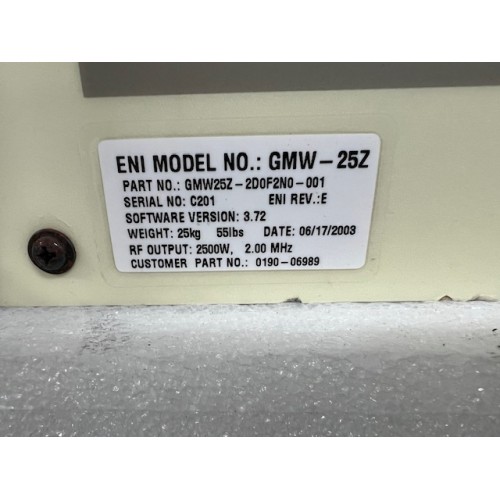 ENI MODEL NO.: GMW-25Z
PART NO.: GMW25Z-2D0F2N0-001
SERIAL NO: C201 ENI REV.:E
SOFTWARE VERSION: 3.72
WEIGHT: 25kg 55lbs DATE: 06/17/2003
RF OUTPUT: 2500W, 2.00 MHz
CUSTOMER PART NO.: 0190-06989